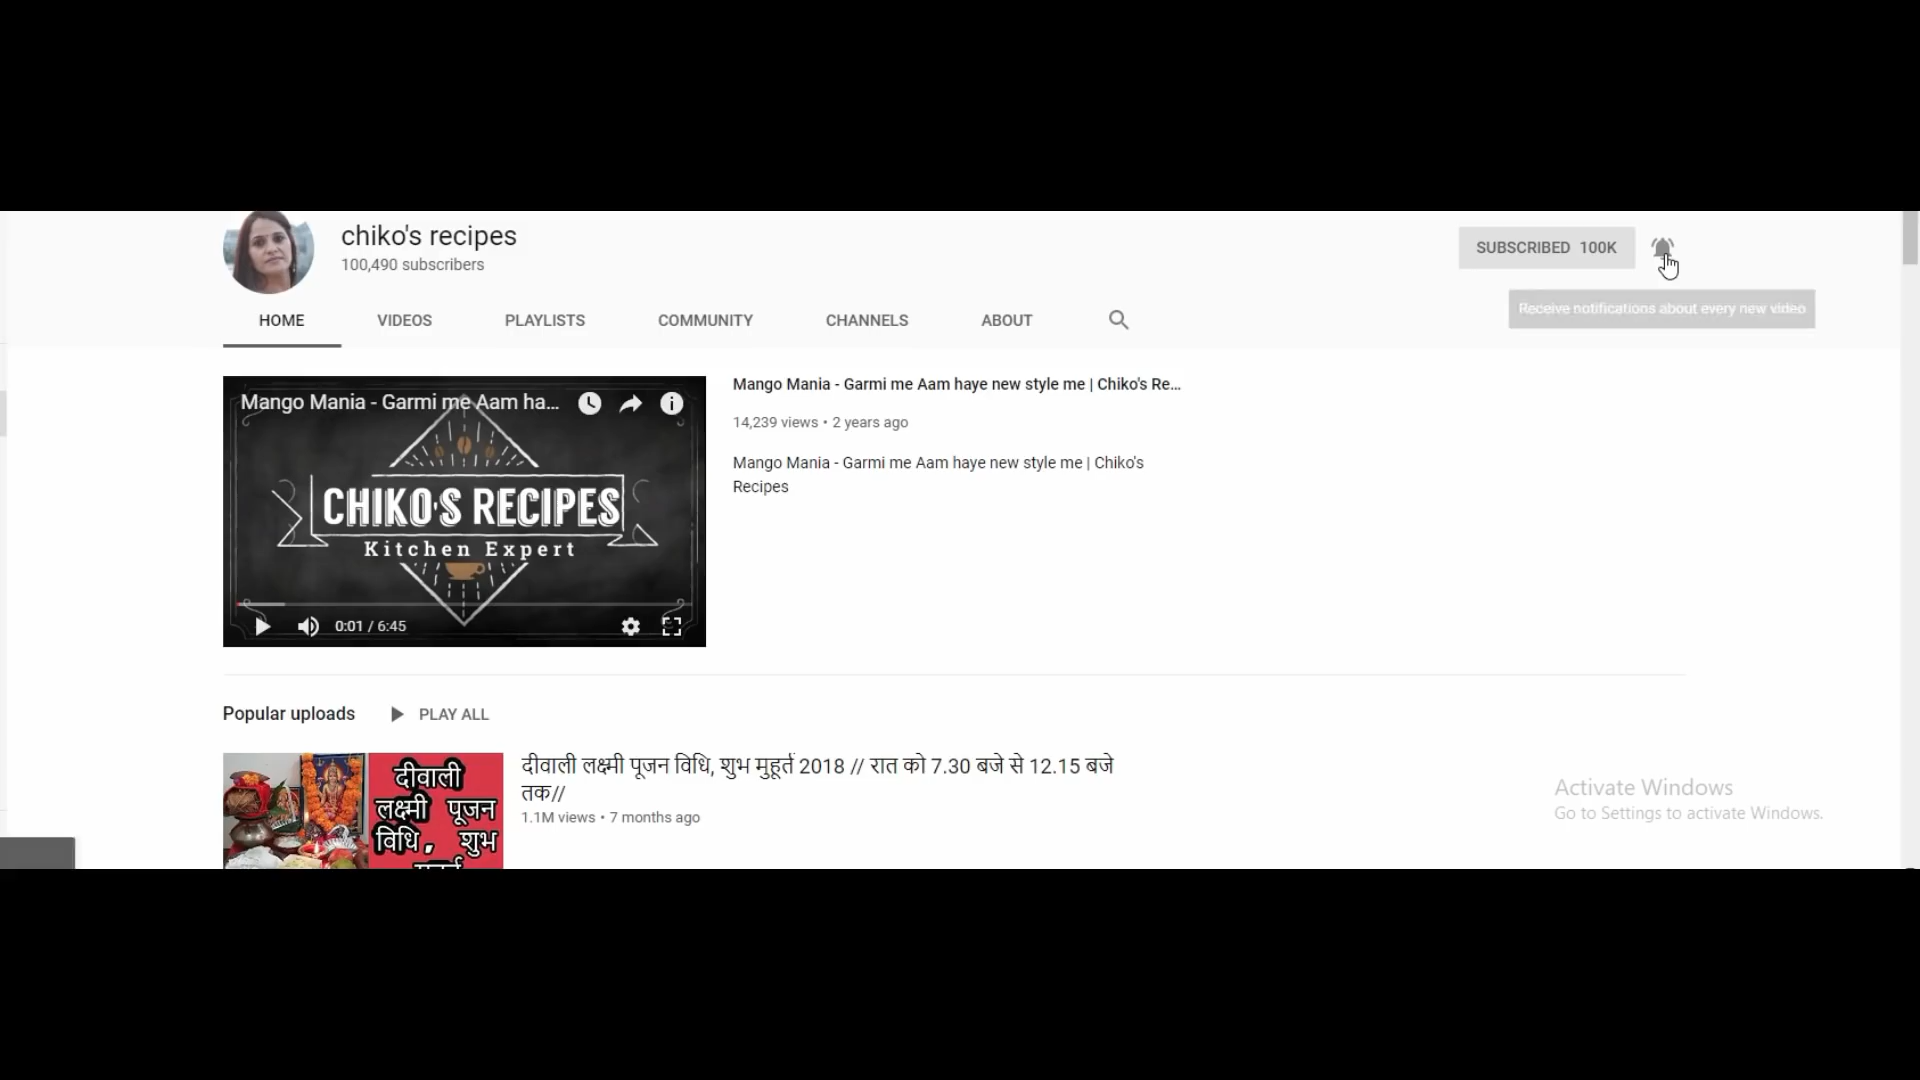 chiko's recipes
100,490 subscribers
SUBSCRIBED 100K
Receive notifications about every new video
HOME VIDEOS PLAYLISTS COMMUNITY CHANNELS ABOUT
Mango Mania - Garmi me Aam ha...
CHIKO'S RECIPES
Kitchen Expert
0:01 / 6:45
Mango Mania - Garmi me Aam haye new style me | Chiko's Re...
14,239 views • 2 years ago
Mango Mania - Garmi me Aam haye new style me | Chiko's
Recipes
Popular uploads PLAY ALL
दीवाली
लक्ष्मी पूजन
विधि, शुभ
दीवाली लक्ष्मी पूजन विधि, शुभ मुहूर्त 2018 // रात को 7.30 बजे से 12.15 बजे
तक//
1.1M views • 7 months ago
Activate Windows
Go to Settings to activate Windows.